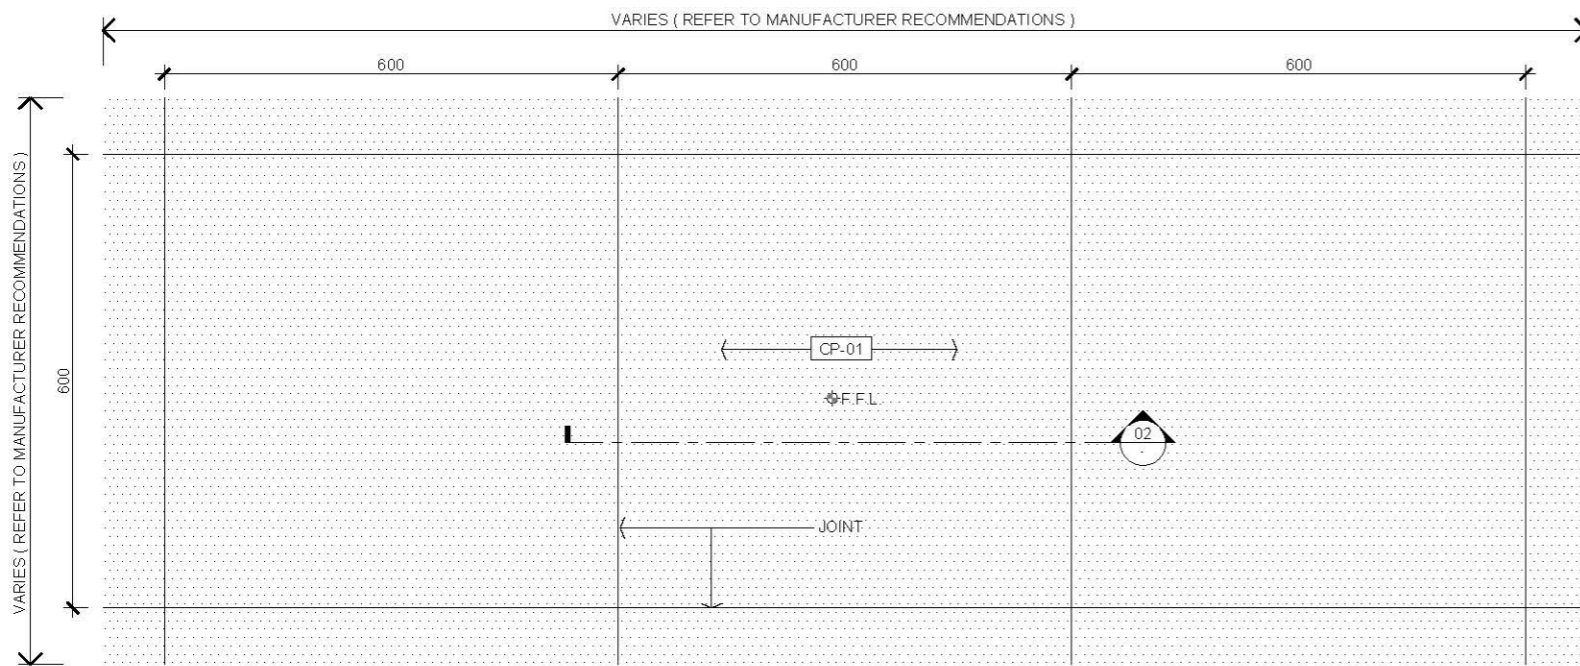 VARIES ( REFER TO MANUFACTURER RECOMMENDATIONS )
600
600
600
VARIES ( REFER TO MANUFACTURER RECOMMENDATIONS )
600
CP-01
F.F.L.
02
-
JOINT